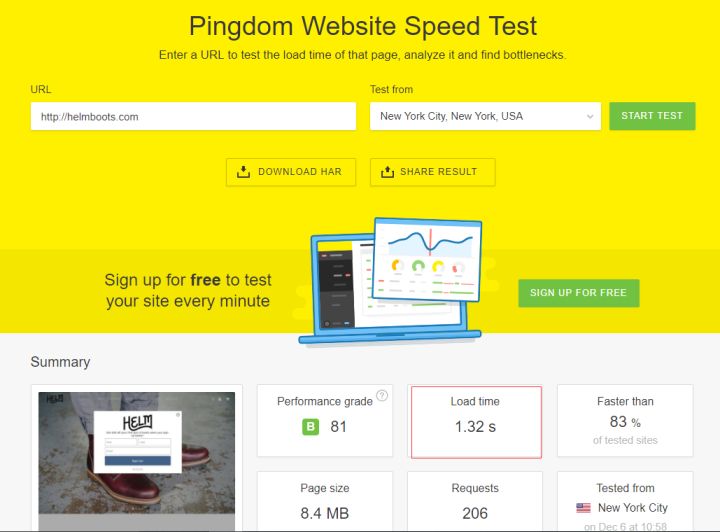 Pingdom Website Speed Test
Enter a URL to test the load time of that page, analyze it and find bottlenecks.
URL
Test from
http://helmboots.com
New York City, New York, USA
START TEST
DOWNLOAD HAR
SHARE RESULT
Sign up for free to test
your site every minute
SIGN UP FOR FREE
Summary
HELM
HELM
Performance grade
?
B 81
Load time
1.32 s
Faster than
83 %
of tested sites
Page size
8.4 MB
Requests
206
Tested from
New York City
on Dec 6 at 10:58